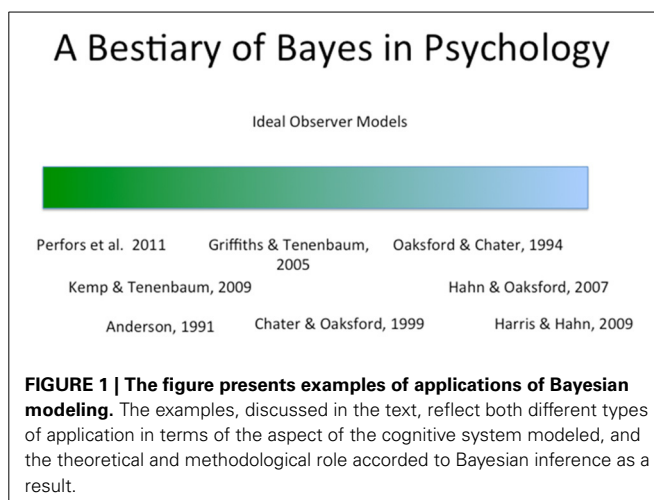 A Bestiary of Bayes in Psychology
Ideal Observer Models
Perfors et al.  2011
Griffiths & Tenenbaum,
2005
Oaksford & Chater, 1994
Kemp & Tenenbaum, 2009
Hahn & Oaksford, 2007
Anderson, 1991
Chater & Oaksford, 1999
Harris & Hahn, 2009
FIGURE 1 | The figure presents examples of applications of Bayesian
modeling. The examples, discussed in the text, reflect both different types
of application in terms of the aspect of the cognitive system modeled, and
the theoretical and methodological role accorded to Bayesian inference as a
result.